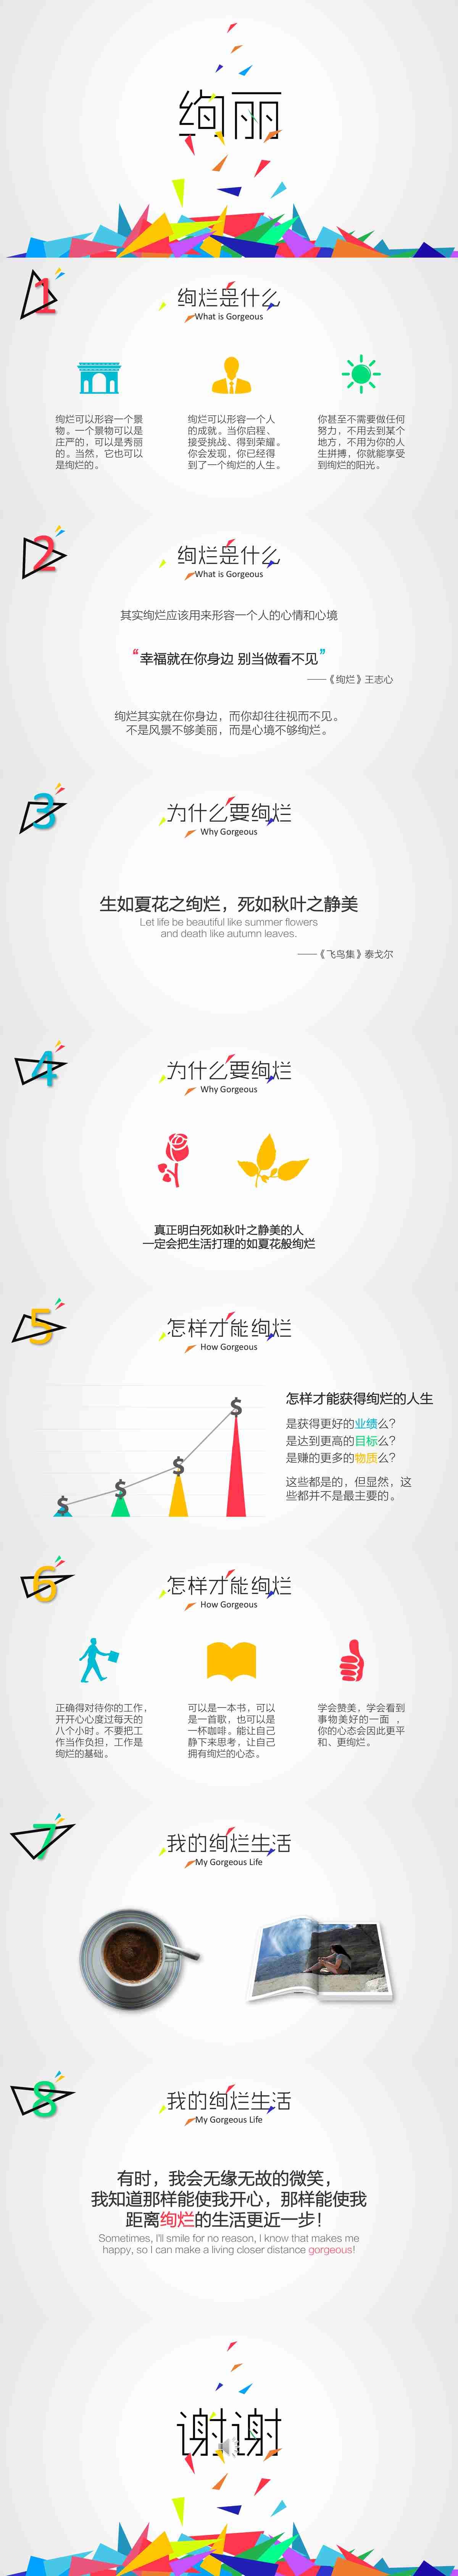 绚丽
1
绚烂是什么
What is Gorgeous
绚烂可以形容一个景
物。一个景物可以是
庄严的，可以是秀丽
的。当然，它也可以
是绚烂的。
绚烂可以形容一个人
的成就。当你启程、
接受挑战、得到荣耀。
你会发现，你已经得
到了一个绚烂的人生。
你甚至不需要做任何
努力，不用去到某个
地方，不用为你的人
生拼搏，你就能享受
到绚烂的阳光。
2
绚烂是什么
What is Gorgeous
其实绚烂应该用来形容一个人的心情和心境
“幸福就在你身边 别当做看不见”
——《绚烂》王志心
绚烂其实就在你身边，而你却往往视而不见。
不是风景不够美丽，而是心境不够绚烂。
3
为什么要绚烂
Why Gorgeous
生如夏花之绚烂，死如秋叶之静美
Let life be beautiful like summer flowers
and death like autumn leaves.
——《飞鸟集》泰戈尔
4
为什么要绚烂
Why Gorgeous
真正明白死如秋叶之静美的人
一定会把生活打理的如夏花般绚烂
5
怎样才能绚烂
How Gorgeous
$
$
$
$
怎样才能获得绚烂的人生
是获得更好的业绩么？
是达到更高的目标么？
是赚的更多的物质么？
这些都是的，但显然，这
些都并不是最主要的。
6
怎样才能绚烂
How Gorgeous
正确得对待你的工作，
开开心心度过每天的
八个小时。不要把工
作当作负担，工作是
绚烂的基础。
可以是一本书，可以
是一首歌，也可以是
一杯咖啡。能让自己
静下来思考，让自己
拥有绚烂的心态。
学会赞美，学会看到
事物美好的一面 ，
你的心态会因此更平
和、更绚烂。
7
我的绚烂生活
My Gorgeous Life
8
我的绚烂生活
My Gorgeous Life
有时，我会无缘无故的微笑，
我知道那样能使我开心，那样能使我
距离绚烂的生活更近一步！
Sometimes, I'll smile for no reason, I know that makes me
happy, so I can make a living closer distance gorgeous!
谢谢